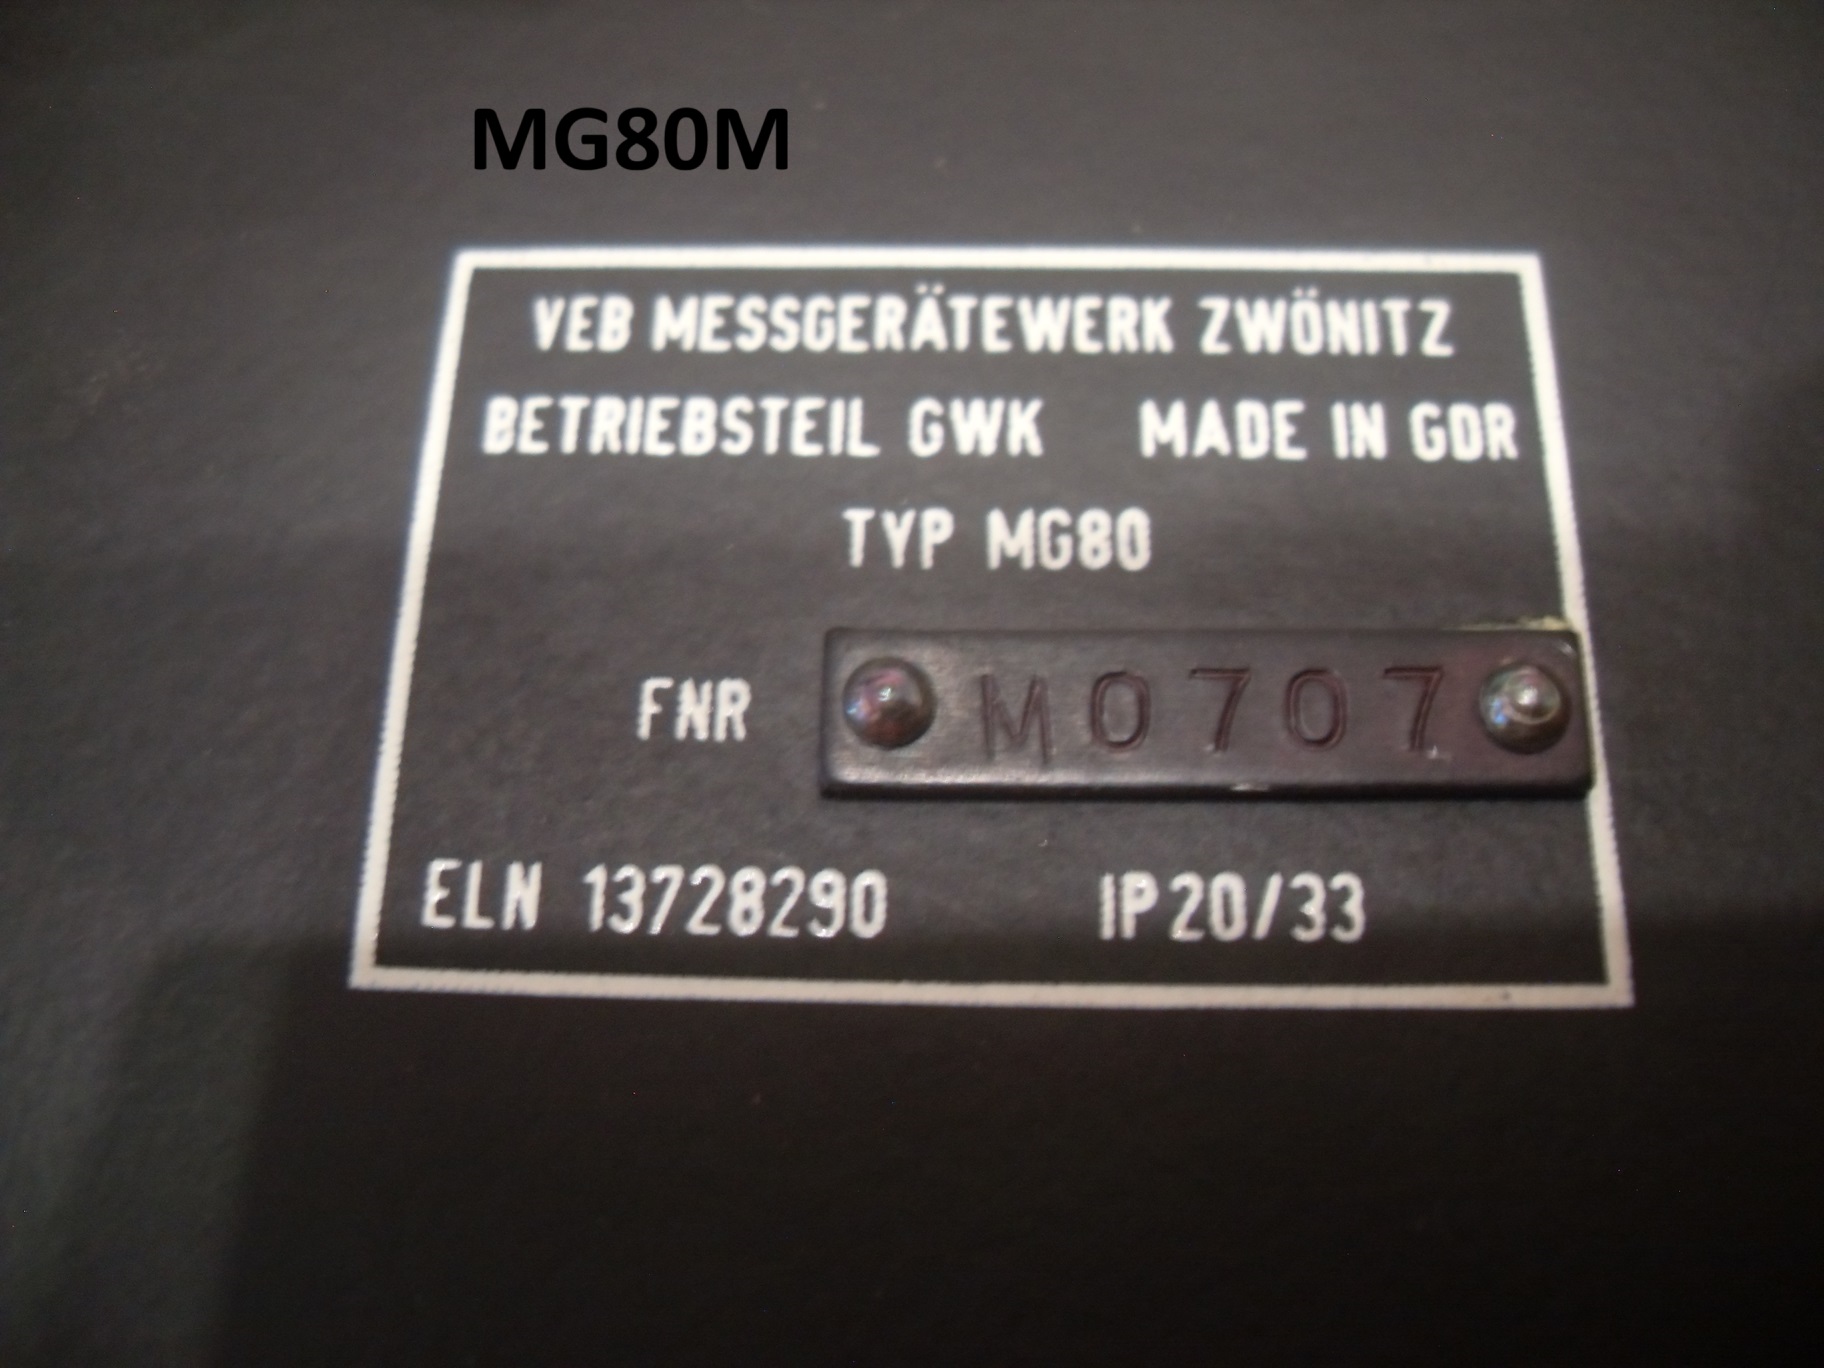 MG80M
VEB MESSGERÄTEWERK ZWÖNITZ
BETRIEBSTEIL GWK MADE IN GDR
TYP MG80
FNR M0707
ELN 13728290 IP20/33